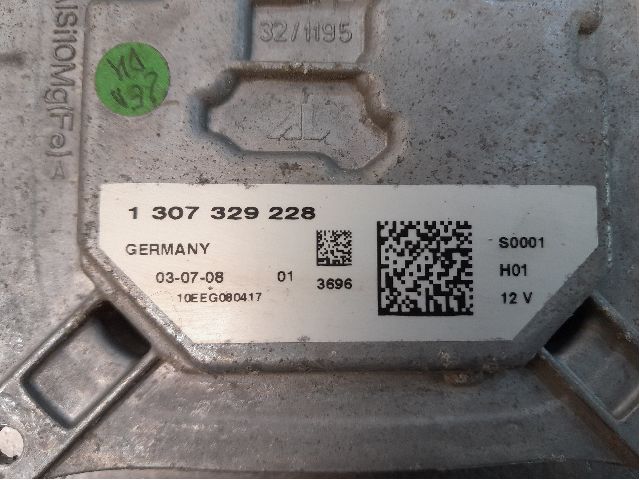 32/1195
AlSi10Mg(Fe)
1 307 329 228
GERMANY
S0001
03-07-08
01
3696
H01
10EEG080417
12 V